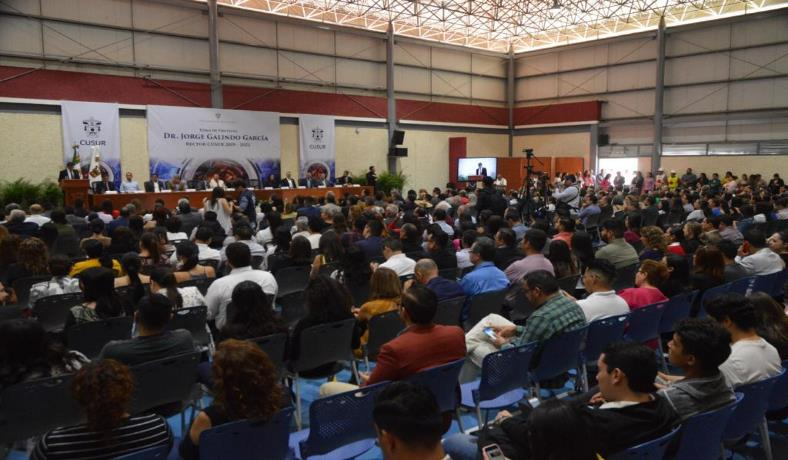 CUSUR
TOMA DE PROTESTA
DR. JORGE GALINDO GARCÍA
RECTOR CUSUR 2019 - 2022
CUSUR